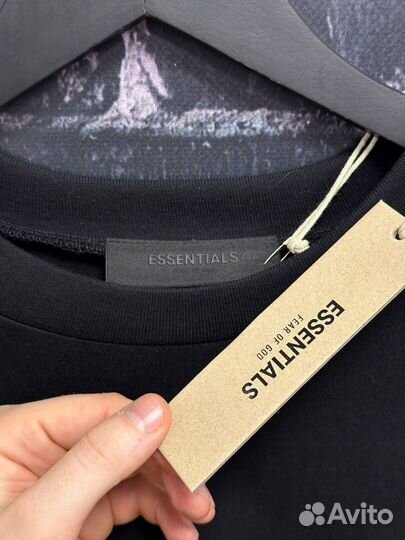 ESSENTIALS
ESSENTIALS
FEAR OF GOD
Avito